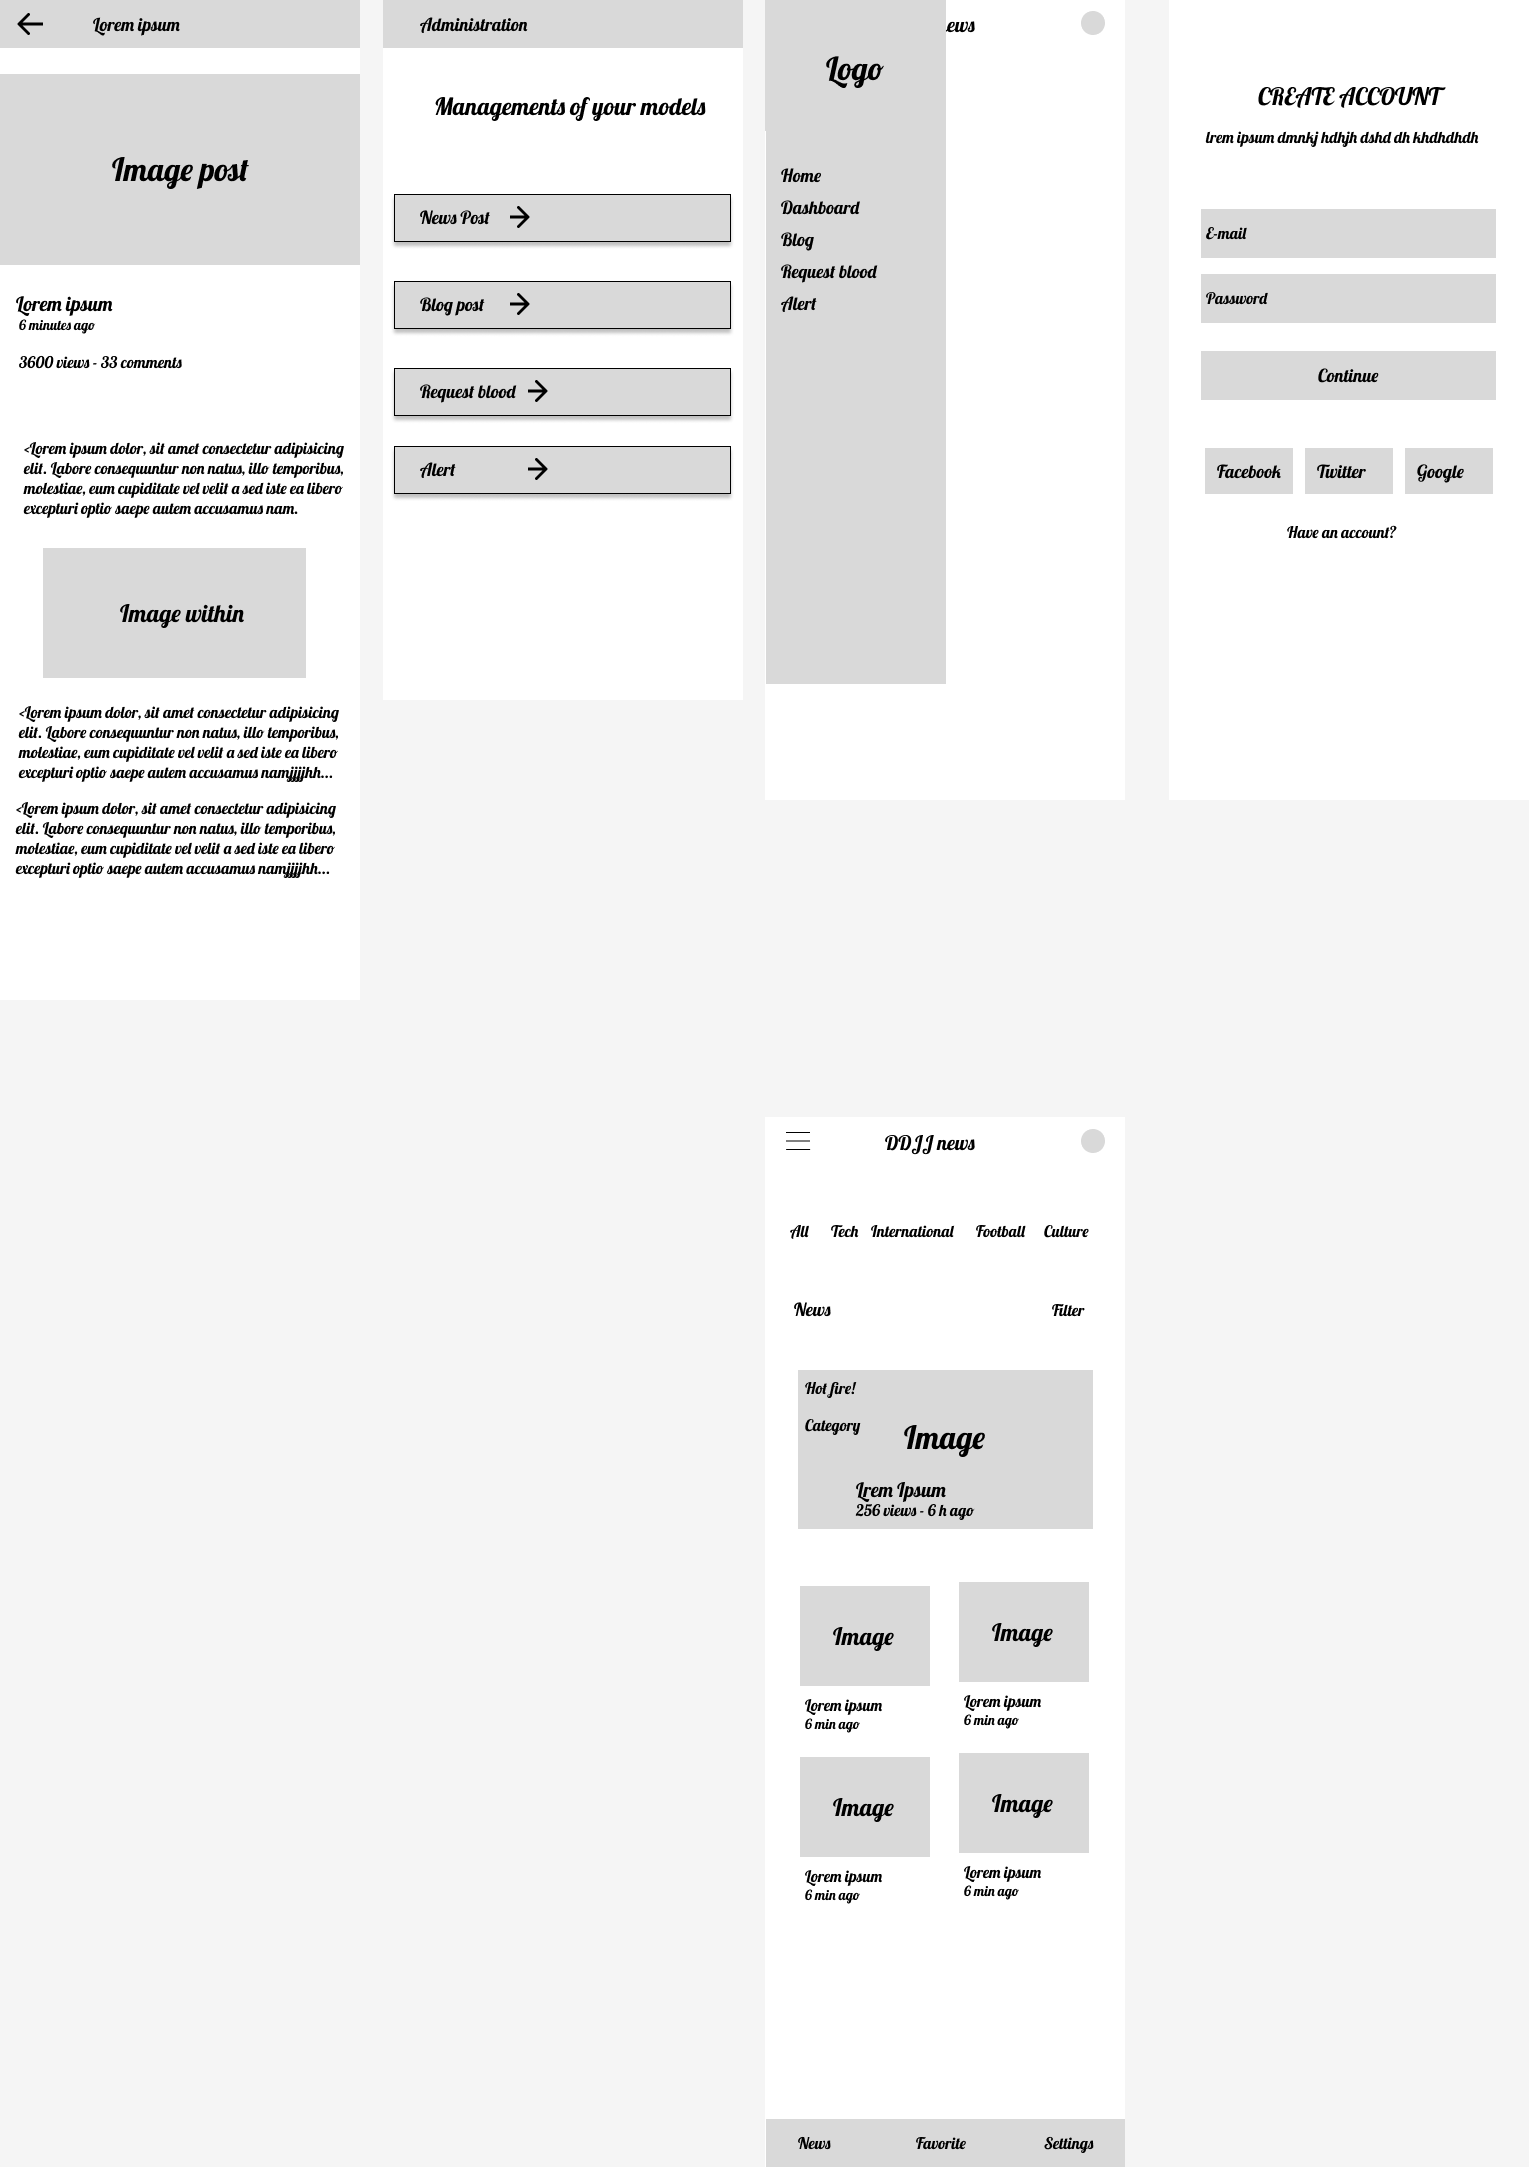 Lorem ipsum
Image post
Lorem ipsum
6 minutes ago
3600 views - 33 comments
<Lorem ipsum dolor, sit amet consectetur adipisicing
elit. Labore consequuntur non natus, illo temporibus,
molestiae, eum cupiditate vel velit a sed iste ea libero
excepturi optio saepe autem accusamus nam.
Image within
<Lorem ipsum dolor, sit amet consectetur adipisicing
elit. Labore consequuntur non natus, illo temporibus,
molestiae, eum cupiditate vel velit a sed iste ea libero
excepturi optio saepe autem accusamus namjjjjhh...
<Lorem ipsum dolor, sit amet consectetur adipisicing
elit. Labore consequuntur non natus, illo temporibus,
molestiae, eum cupiditate vel velit a sed iste ea libero
excepturi optio saepe autem accusamus namjjjjhh...
Administration
Managements of your models
News Post
Blog post
Request blood
Alert
ews
Logo
Home
Dashboard
Blog
Request blood
Alert
CREATE ACCOUNT
lrem ipsum dmnkj hdhjh dshd dh khdhdhdh
E-mail
Password
Continue
Facebook Twitter Google
Have an account?
DDJJ news
All Tech International Football Culture
News Filter
Hot fire!
Category
Image
Lrem Ipsum
256 views - 6 h ago
Image Image
Lorem ipsum Lorem ipsum
6 min ago 6 min ago
Image Image
Lorem ipsum Lorem ipsum
6 min ago 6 min ago
News Favorite Settings